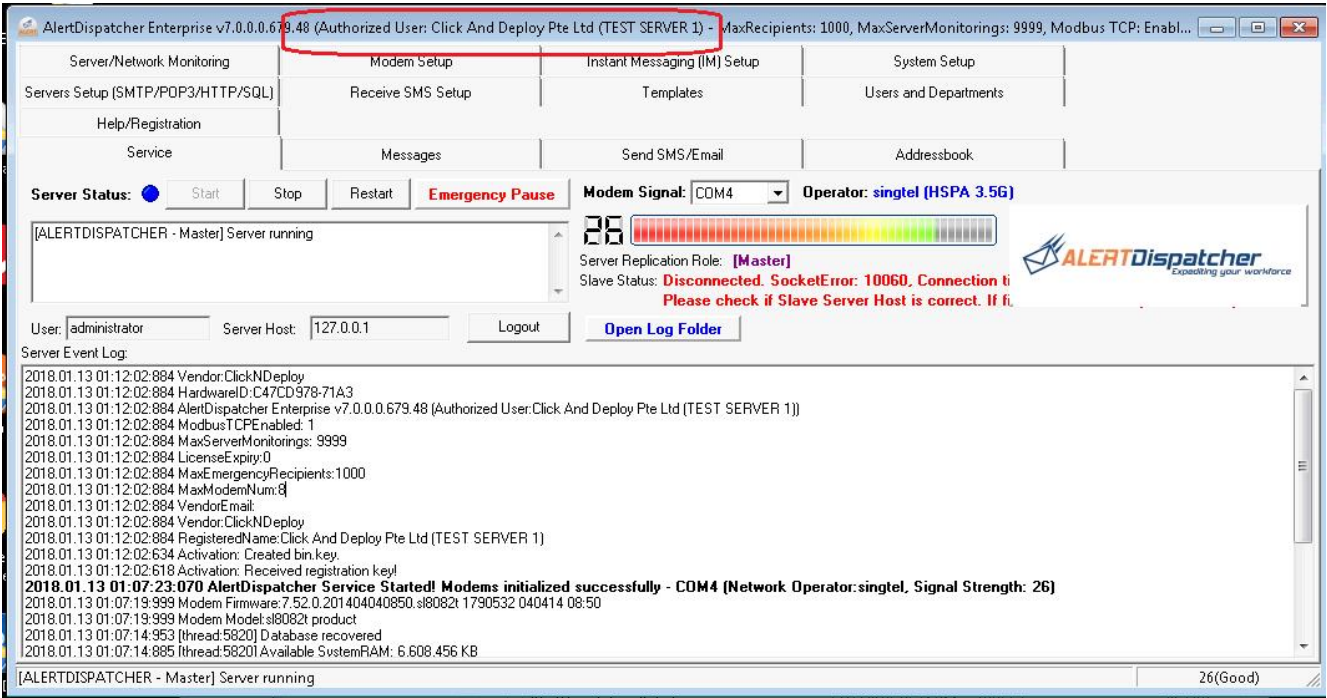 AlertDispatcher Enterprise v7.0.0.0.679.48 (Authorized User: Click And Deploy Pte Ltd (TEST SERVER 1) - MaxRecipients: 1000, MaxServerMonitorings: 9999, Modbus TCP: Enabl...
Server/Network Monitoring Modem Setup Instant Messaging (IM) Setup System Setup
Servers Setup (SMTP/POP3/HTTP/SQL) Receive SMS Setup Templates Users and Departments
Help/Registration
Service Messages Send SMS/Email Addressbook
Server Status: Start Stop Restart Emergency Pause Modem Signal: COM4 Operator: singtel (HSPA 3.5G)
[ALERTDISPATCHER - Master] Server running
26
ALERTDispatcher
Expediting your workforce
Server Replication Role: [Master]
Slave Status: Disconnected. SocketError: 10060, Connection ti
Please check if Slave Server Host is correct. If fi
User: administrator Server Host: 127.0.0.1 Logout Open Log Folder
Server Event Log:
2018.01.13 01:12:02:884 Vendor:ClickNDeploy
2018.01.13 01:12:02:884 HardwareID:C47CD978-71A3
2018.01.13 01:12:02:884 AlertDispatcher Enterprise v7.0.0.0.679.48 (Authorized User:Click And Deploy Pte Ltd (TEST SERVER 1))
2018.01.13 01:12:02:884 ModbusTCPEnabled: 1
2018.01.13 01:12:02:884 MaxServerMonitorings: 9999
2018.01.13 01:12:02:884 LicenseExpiry:0
2018.01.13 01:12:02:884 MaxEmergencyRecipients:1000
2018.01.13 01:12:02:884 MaxModemNum:8
2018.01.13 01:12:02:884 VendorEmail:
2018.01.13 01:12:02:884 Vendor:ClickNDeploy
2018.01.13 01:12:02:884 RegisteredName:Click And Deploy Pte Ltd (TEST SERVER 1)
2018.01.13 01:12:02:634 Activation: Created bin.key.
2018.01.13 01:12:02:618 Activation: Received registration key!
2018.01.13 01:07:23:070 AlertDispatcher Service Started! Modems initialized successfully - COM4 (Network Operator:singtel, Signal Strength: 26)
2018.01.13 01:07:19:999 Modem Firmware:7.52.0.201404040850.sl8082t 1790532 040414 08:50
2018.01.13 01:07:19:999 Modem Model:sl8082t product
2018.01.13 01:07:14:953 [thread:5820] Database recovered
2018.01.13 01:07:14:885 [thread:5820] Available SystemRAM: 6.608.456 KB
[ALERTDISPATCHER - Master] Server running 26(Good)